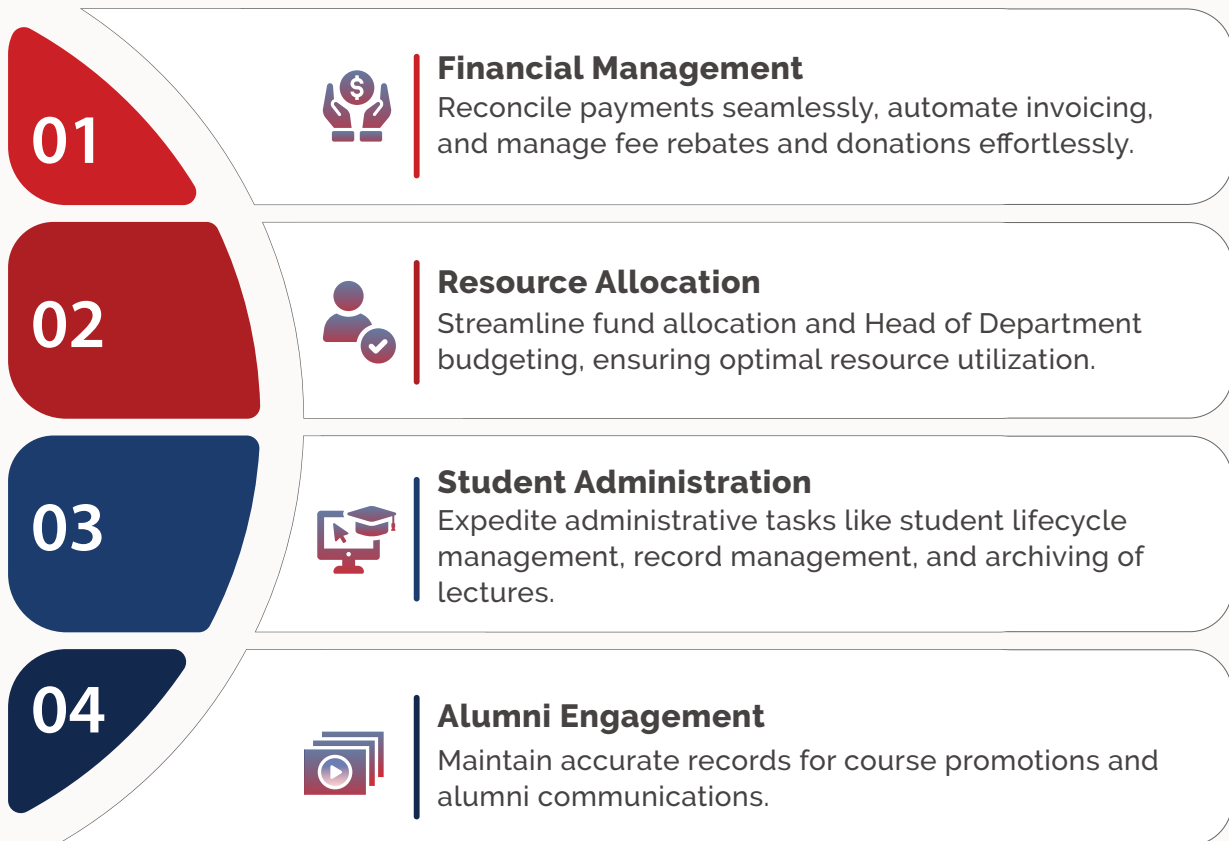 01
Financial Management
Reconcile payments seamlessly, automate invoicing,
and manage fee rebates and donations effortlessly.
02
Resource Allocation
Streamline fund allocation and Head of Department
budgeting, ensuring optimal resource utilization.
03
Student Administration
Expedite administrative tasks like student lifecycle
management, record management, and archiving of
lectures.
04
Alumni Engagement
Maintain accurate records for course promotions and
alumni communications.